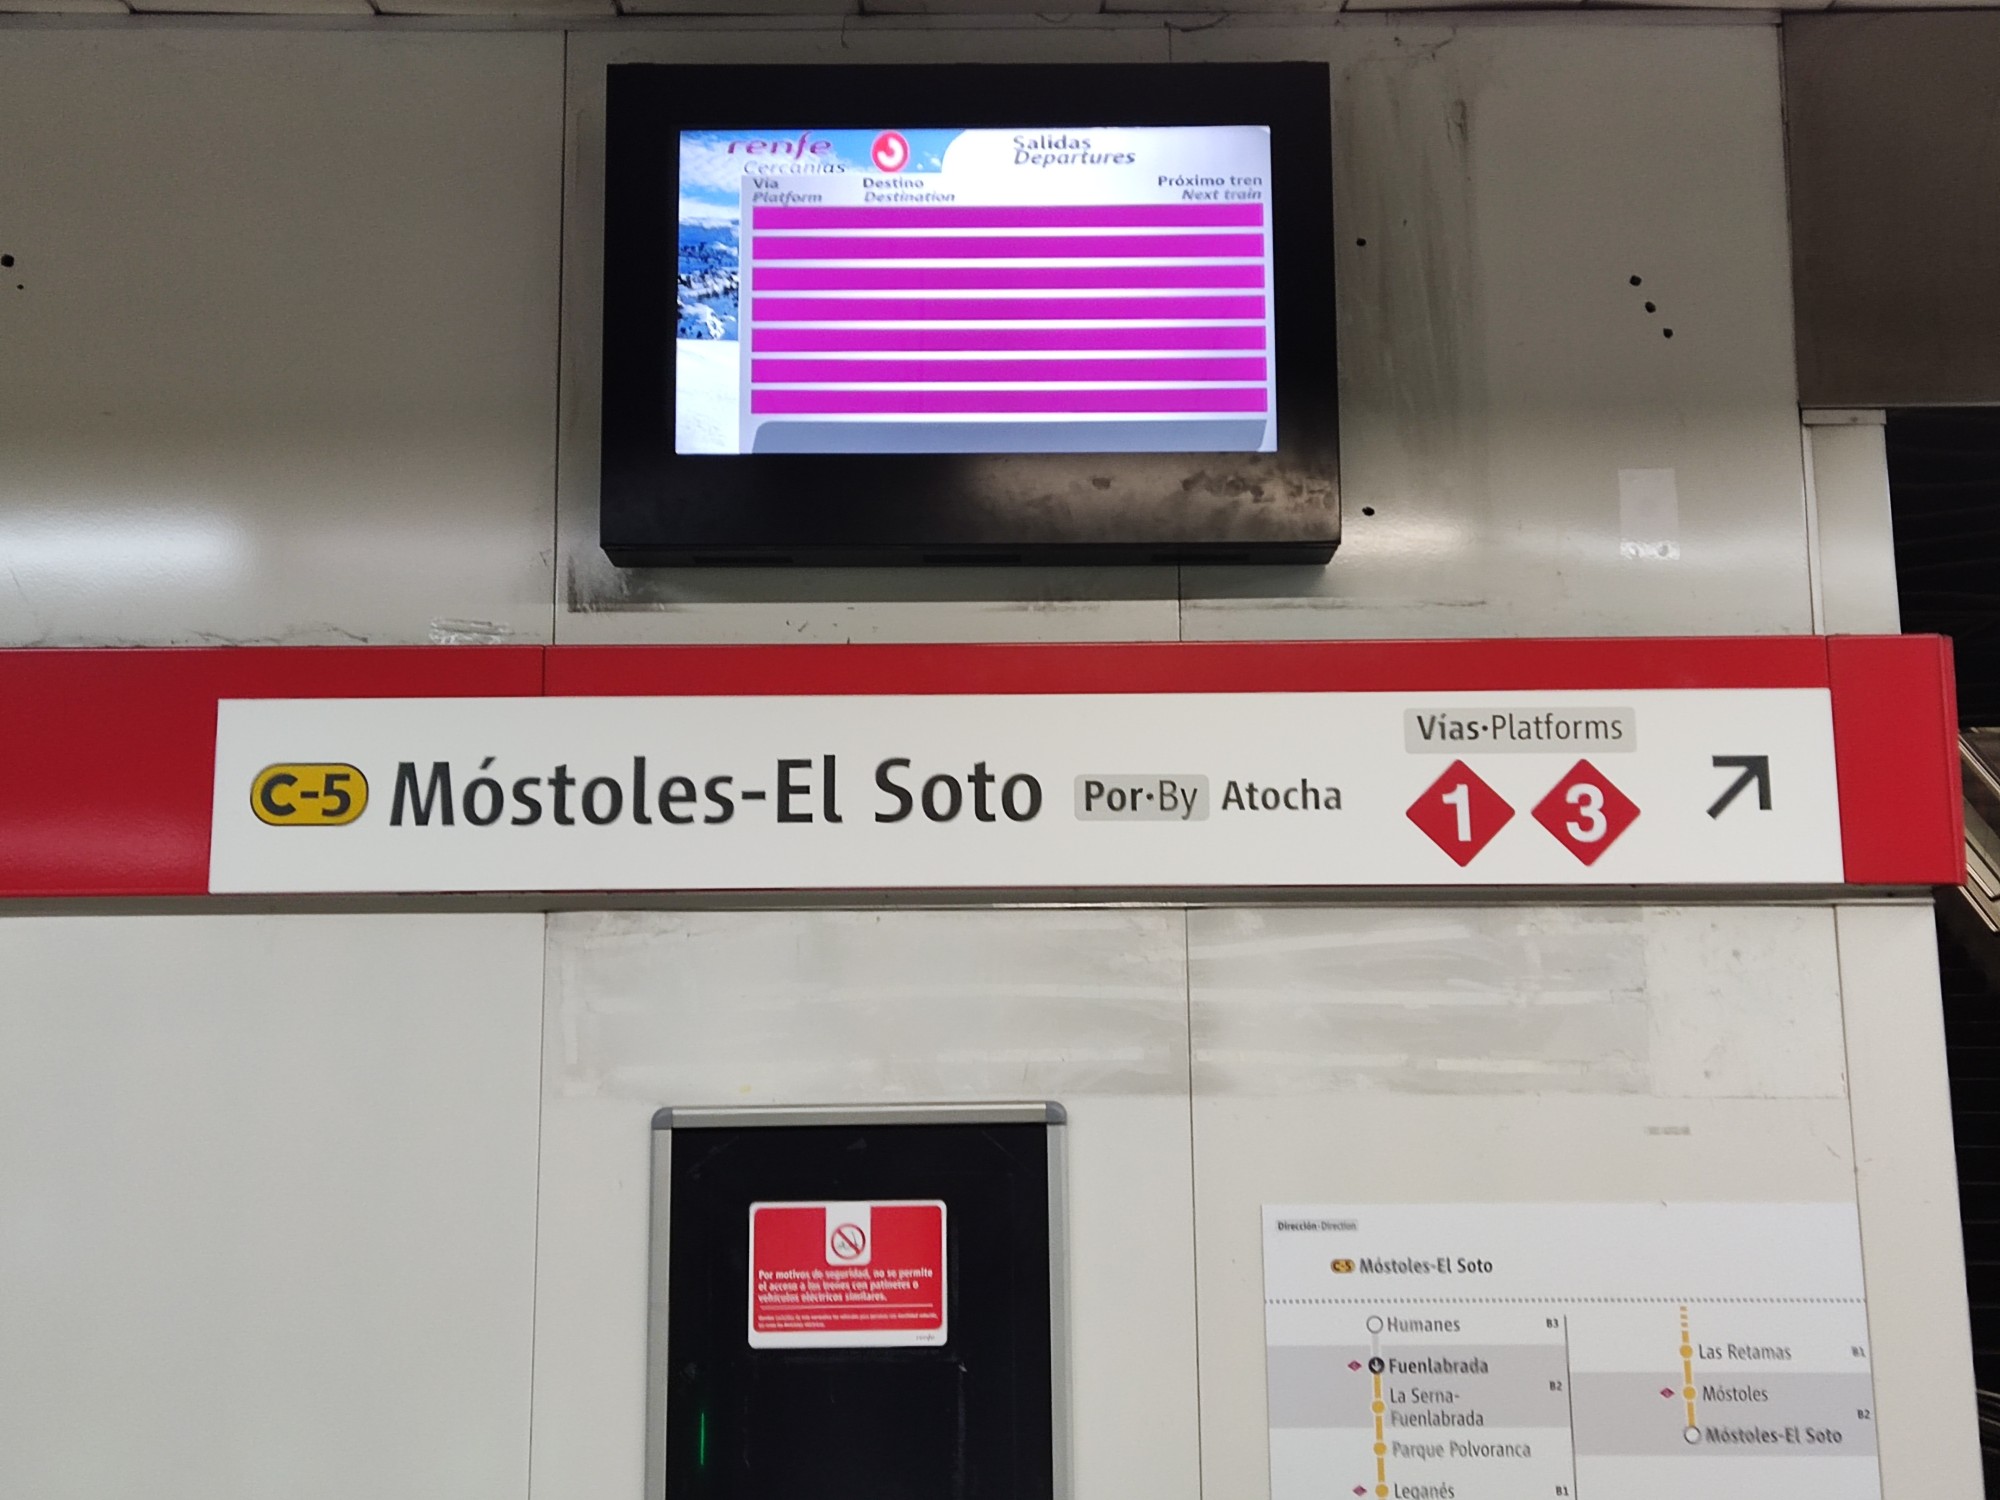 renfe
Cercanías
Salidas
Departures
Vía
Platform
Destino
Destination
Próximo tren
Next train
C-5 Móstoles-El Soto Por·By Atocha
Vías·Platforms
1 3
Por motivos de seguridad, no se permite
el acceso a los trenes con patinetes o
vehículos eléctricos similares.
renfe
Dirección·Direction
C-5 Móstoles-El Soto
Humanes B3
Fuenlabrada
B2
La Serna-
Fuenlabrada
Parque Polvoranca
Leganés B1
Las Retamas B1
Móstoles
B2
Móstoles-El Soto